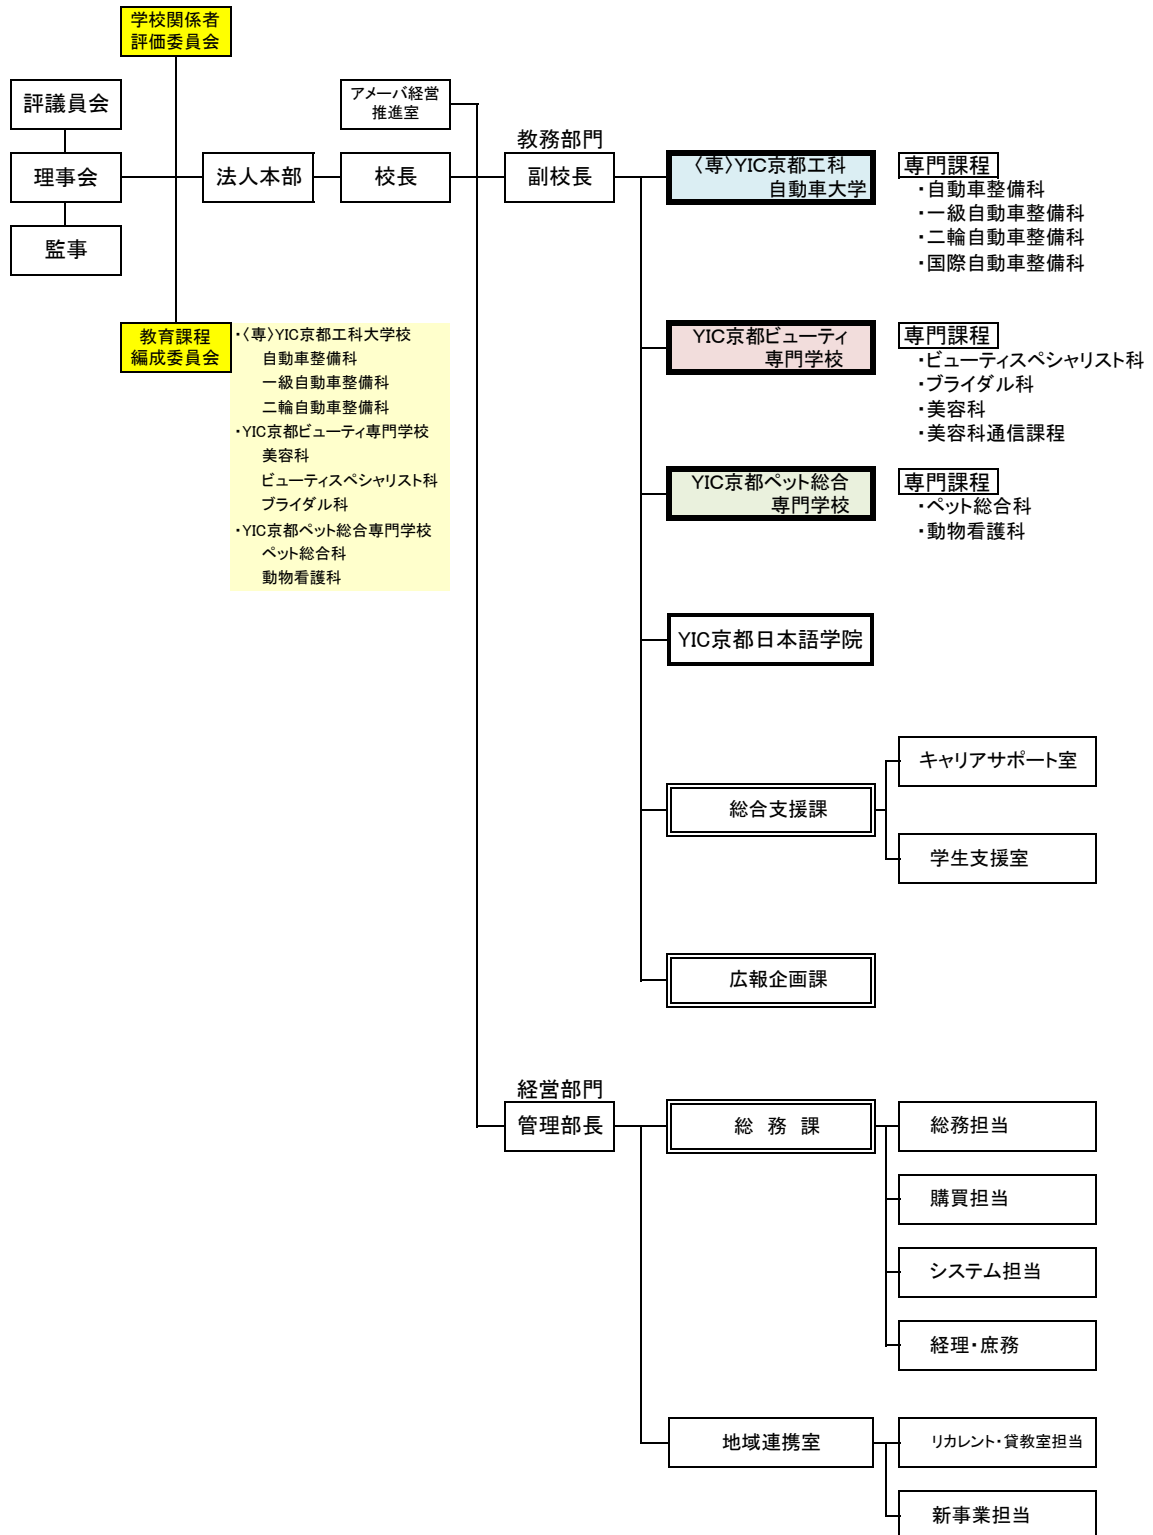 学校関係者
評価委員会
評議員会
理事会
監事
法人本部
校長
アメーバ経営
推進室
教育課程
編成委員会
・〈専〉YIC京都工科大学校
自動車整備科
一級自動車整備科
二輪自動車整備科
・YIC京都ビューティ専門学校
美容科
ビューティスペシャリスト科
ブライダル科
・YIC京都ペット総合専門学校
ペット総合科
動物看護科
教務部門
副校長
〈専〉YIC京都工科
自動車大学
専門課程
・自動車整備科
・一級自動車整備科
・二輪自動車整備科
・国際自動車整備科
YIC京都ビューティ
専門学校
専門課程
・ビューティスペシャリスト科
・ブライダル科
・美容科
・美容科通信課程
YIC京都ペット総合
専門学校
専門課程
・ペット総合科
・動物看護科
YIC京都日本語学院
総合支援課
キャリアサポート室
学生支援室
広報企画課
経営部門
管理部長
総 務 課
総務担当
購買担当
システム担当
経理・庶務
地域連携室
リカレント・貸教室担当
新事業担当